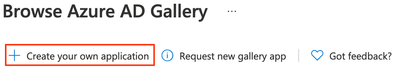 Browse Azure AD Gallery ...
+ Create your own application Request new gallery app Got feedback?